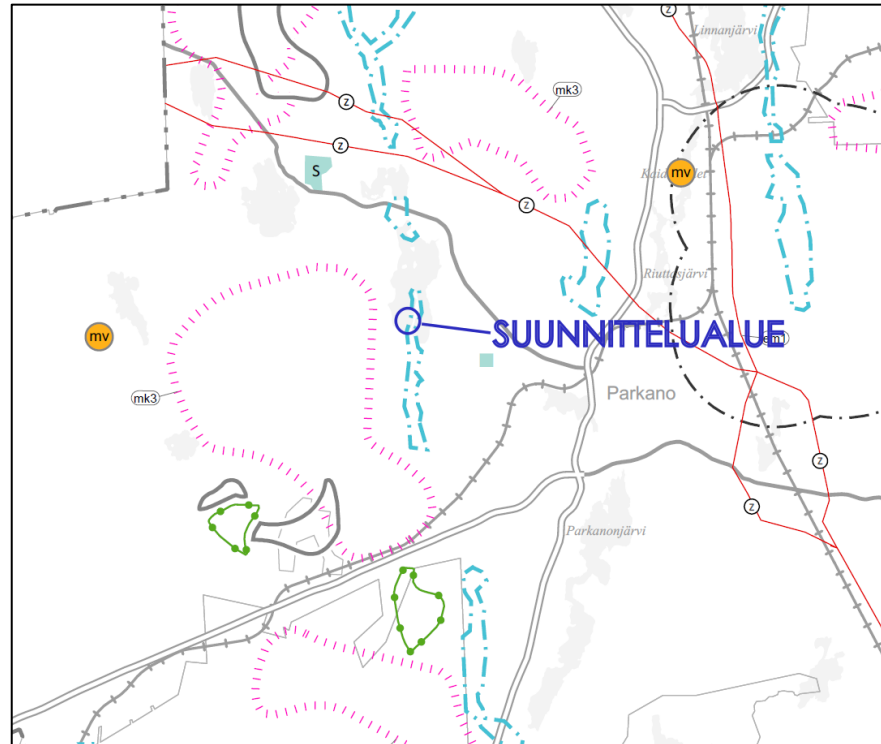 Linnanjärvi
z
mk3
z
z
S
mv
z
Riuttasjärvi
SUUNNITTELUALUE
mv
mk3
Parkano
z
z
Parkanonjärvi